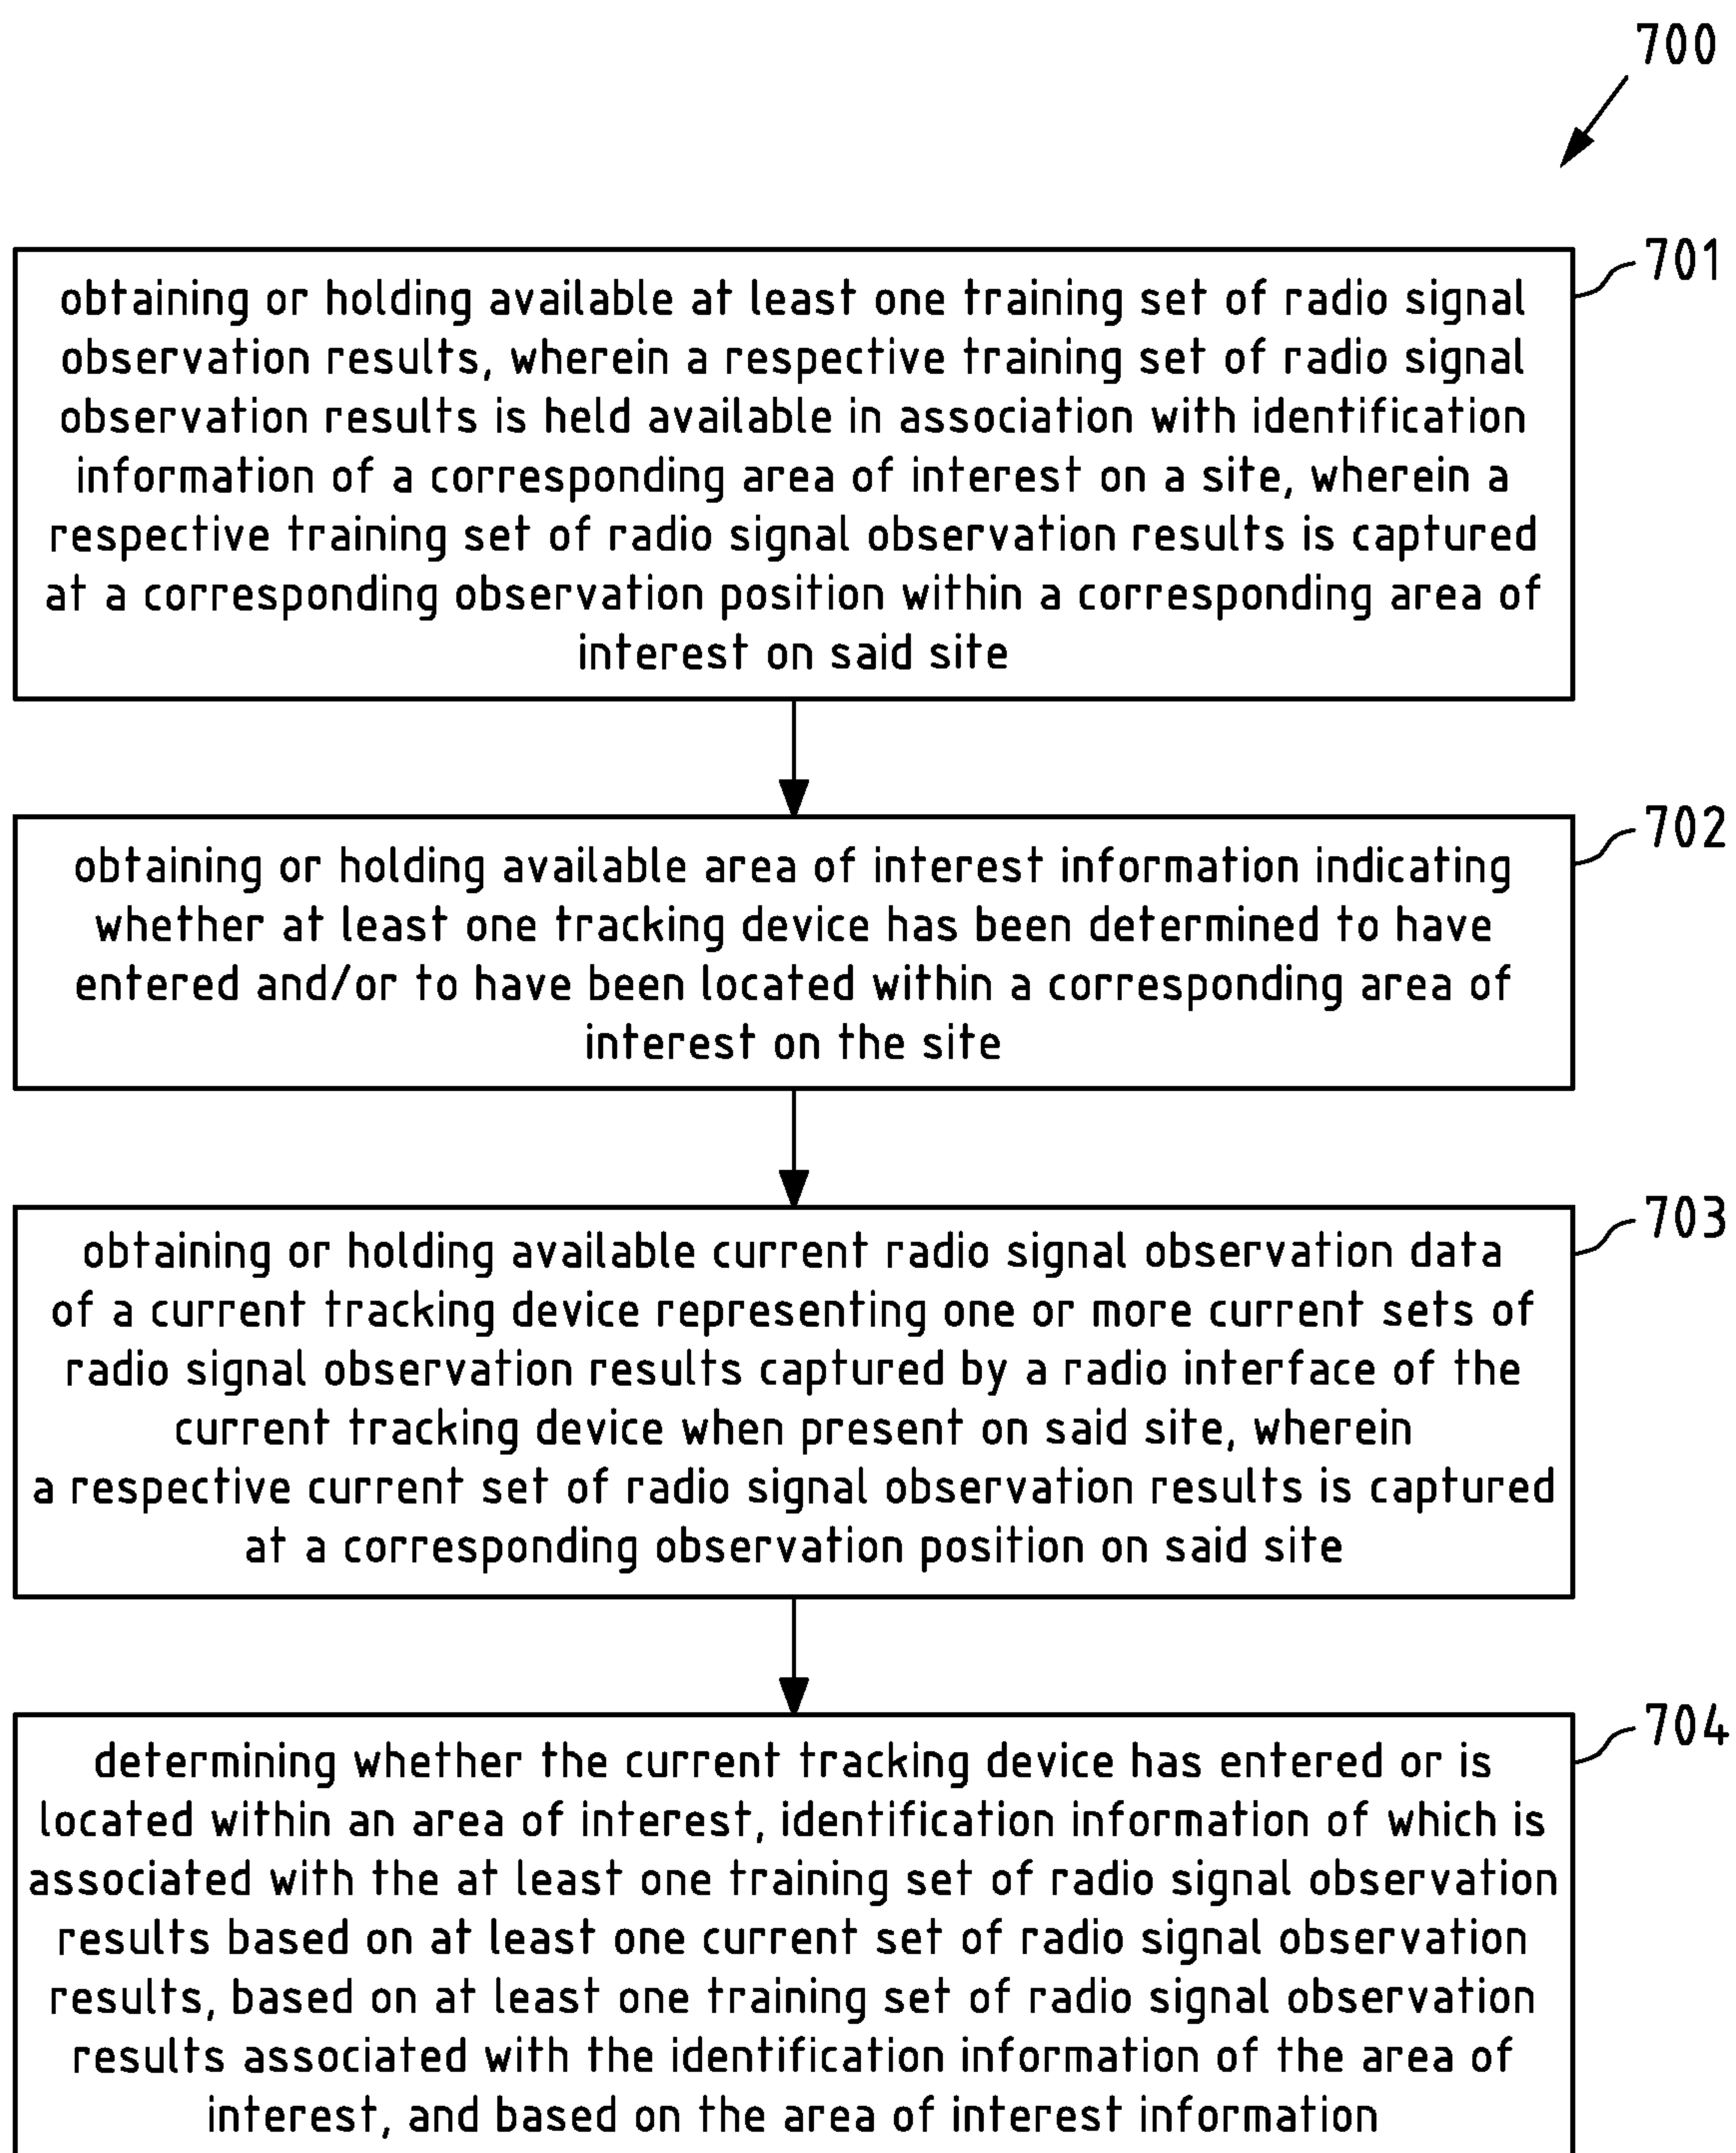 700
701
obtaining or holding available at least one training set of radio signal
observation results, wherein a respective training set of radio signal
observation results is held available in association with identification
information of a corresponding area of interest on a site, wherein a
respective training set of radio signal observation results is captured
at a corresponding observation position within a corresponding area of
interest on said site
702
obtaining or holding available area of interest information indicating
whether at least one tracking device has been determined to have
entered and/or to have been located within a corresponding area of
interest on the site
703
obtaining or holding available current radio signal observation data
of a current tracking device representing one or more current sets of
radio signal observation results captured by a radio interface of the
current tracking device when present on said site, wherein
a respective current set of radio signal observation results is captured
at a corresponding observation position on said site
704
determining whether the current tracking device has entered or is
located within an area of interest, identification information of which is
associated with the at least one training set of radio signal observation
results based on at least one current set of radio signal observation
results, based on at least one training set of radio signal observation
results associated with the identification information of the area of
interest, and based on the area of interest information